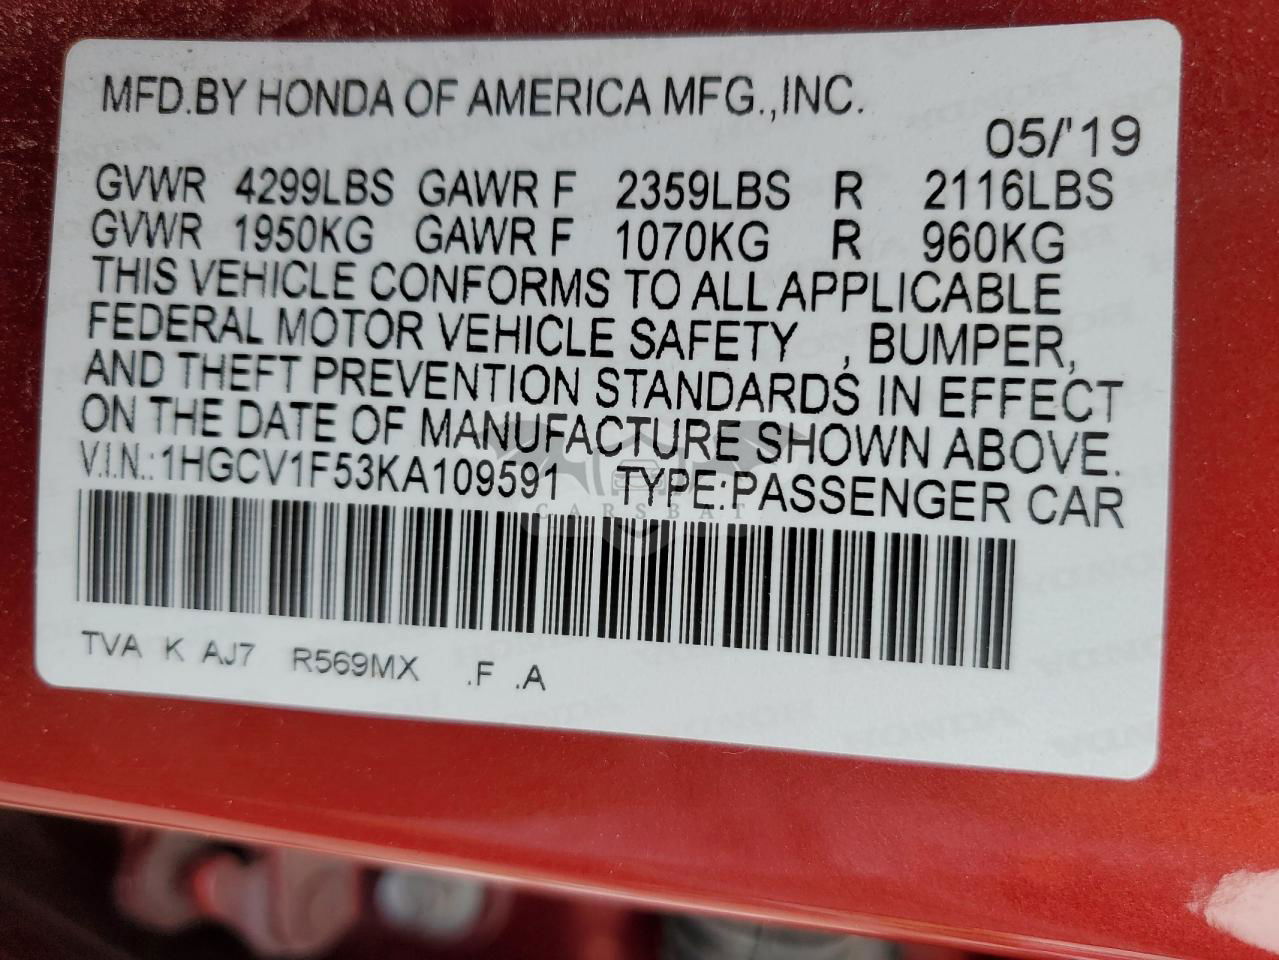 MFD.BY HONDA OF AMERICA MFG.,INC.
05/'19
GVWR 4299LBS GAWR F 2359LBS R 2116LBS
GVWR 1950KG GAWR F 1070KG R 960KG
THIS VEHICLE CONFORMS TO ALL APPLICABLE
FEDERAL MOTOR VEHICLE SAFETY , BUMPER,
AND THEFT PREVENTION STANDARDS IN EFFECT
ON THE DATE OF MANUFACTURE SHOWN ABOVE.
V.I.N.:1HGCV1F53KA109591 TYPE:PASSENGER CAR
CARSBAT
TVA K AJ7 R569MX .F .A